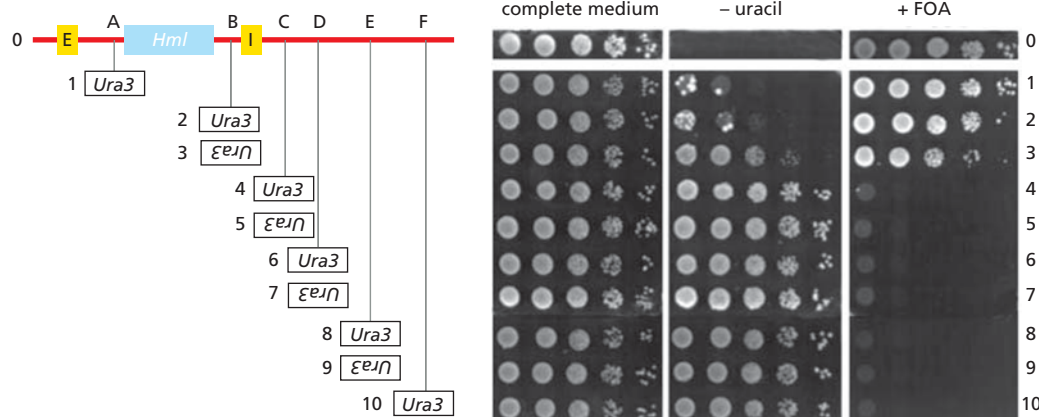 complete medium – uracil + FOA
A B C D E F
0 E Hml I 0
1 Ura3 1
2 Ura3 2
3 Ura3 3
4 Ura3 4
5 Ura3 5
6 Ura3 6
7 Ura3 7
8 Ura3 8
9 Ura3 9
10 Ura3 10